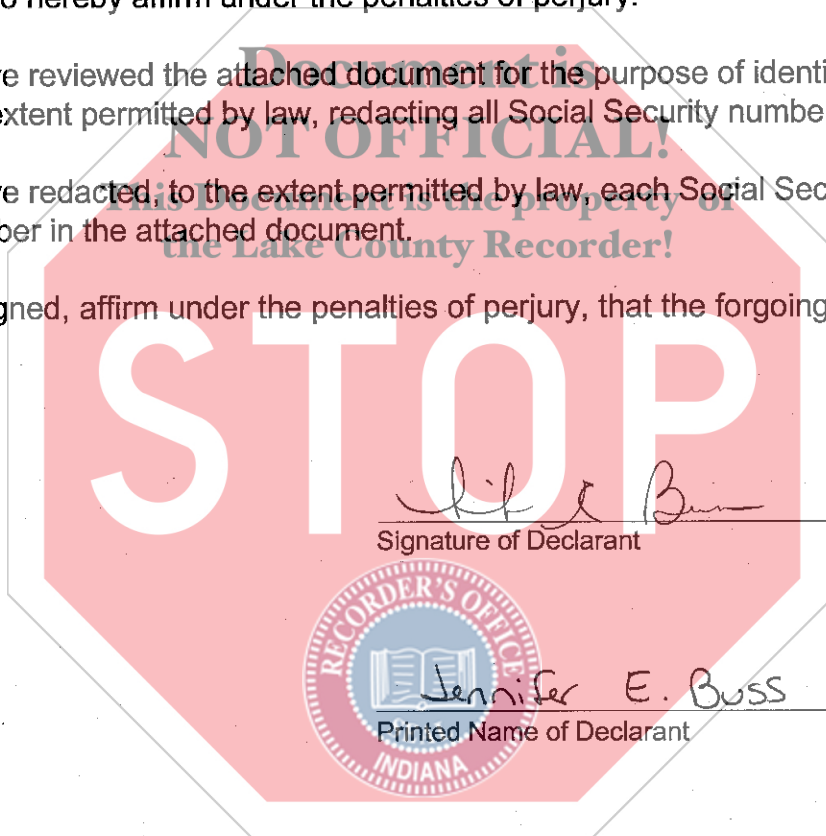 o hereby affirm under the penalties of perjury:
Document is
e reviewed the attached document for the purpose of identi
extent permitted by law, redacting all Social Security numbe
NOT OFFICIAL!
e redacted, to the extent permitted by law, each Social Sec
This Document is the property of
ber in the attached document.
the Lake County Recorder!
gned, affirm under the penalties of perjury, that the forgoing
STOP
Signature of Declarant
RECORDER'S OFFICE
Jennifer E. Buss
Printed Name of Declarant
INDIANA